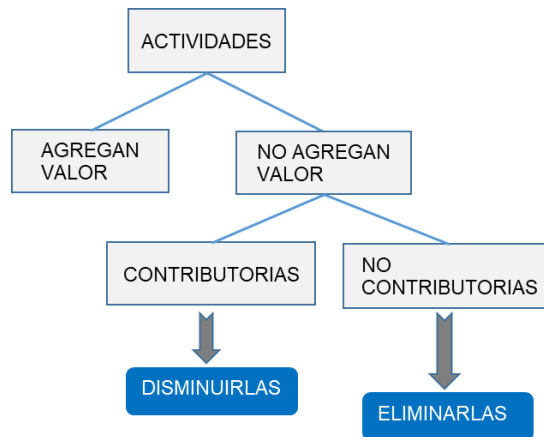 ACTIVIDADES
AGREGAN
VALOR
NO AGREGAN
VALOR
CONTRIBUTORIAS
NO
CONTRIBUTORIAS
DISMINUIRLAS
ELIMINARLAS